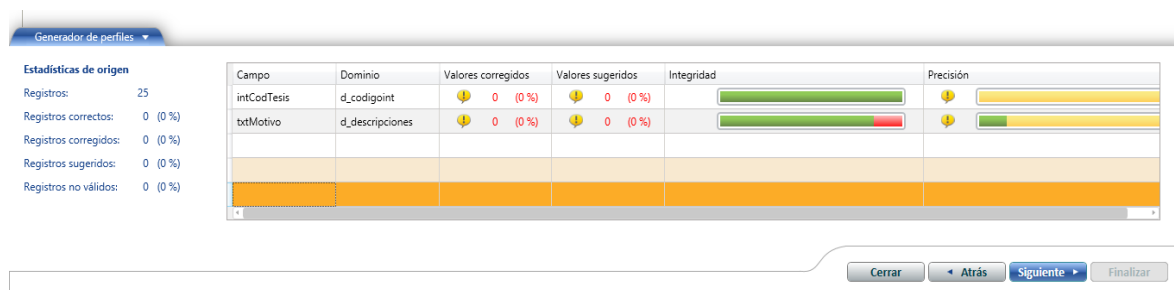 Generador de perfiles
Estadísticas de origen
Registros: 25
Registros correctos: 0 (0 %)
Registros corregidos: 0 (0 %)
Registros sugeridos: 0 (0 %)
Registros no válidos: 0 (0 %)
Campo Dominio Valores corregidos Valores sugeridos Integridad Precisión
intCodTesis d_codigoint 0 (0 %) 0 (0 %)
txtMotivo d_descripciones 0 (0 %) 0 (0 %)
Cerrar Atrás Siguiente Finalizar